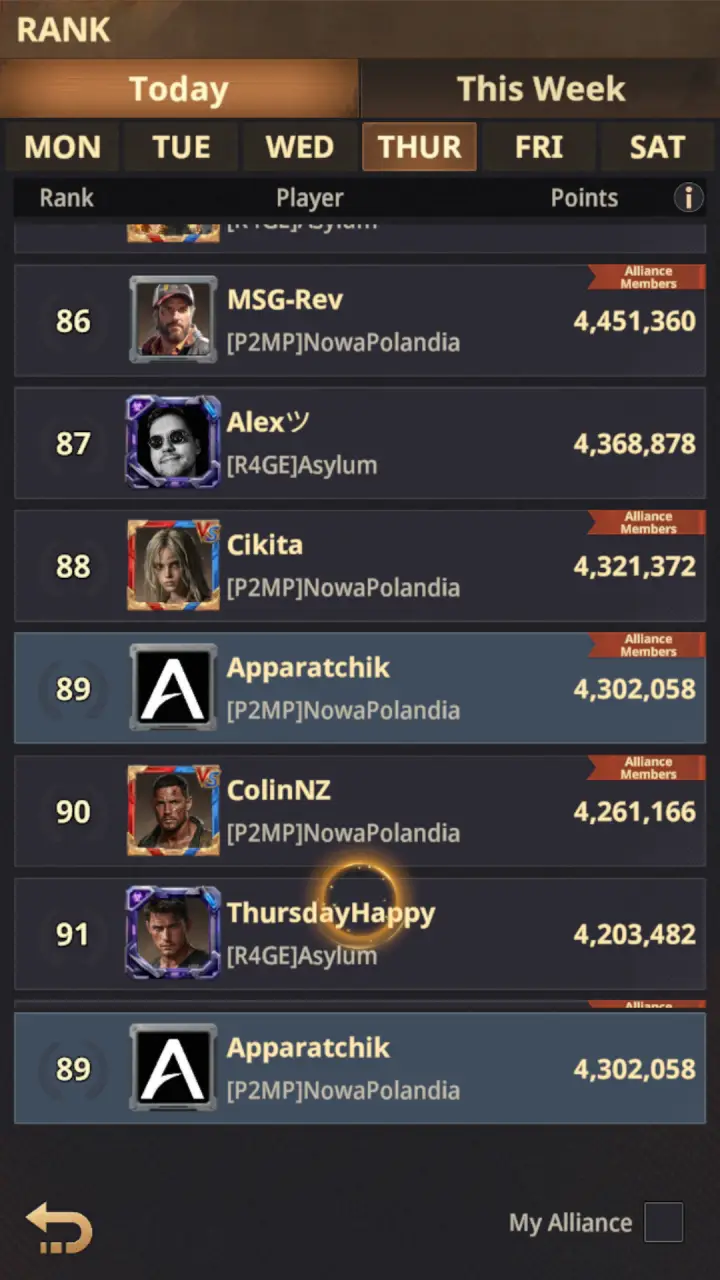 RANK
Today
This Week
MON
TUE
WED
THUR
FRI
SAT
Rank
Player
Points
[R4GE]Asylum
86
MSG-Rev
[P2MP]NowaPolandia
Alliance
Members
4,451,360
87
Alexツ
[R4GE]Asylum
4,368,878
88
Cikita
[P2MP]NowaPolandia
Alliance
Members
4,321,372
89
Apparatchik
[P2MP]NowaPolandia
Alliance
Members
4,302,058
90
ColinNZ
[P2MP]NowaPolandia
Alliance
Members
4,261,166
91
ThursdayHappy
[R4GE]Asylum
4,203,482
Alliance
89
Apparatchik
[P2MP]NowaPolandia
4,302,058
My Alliance